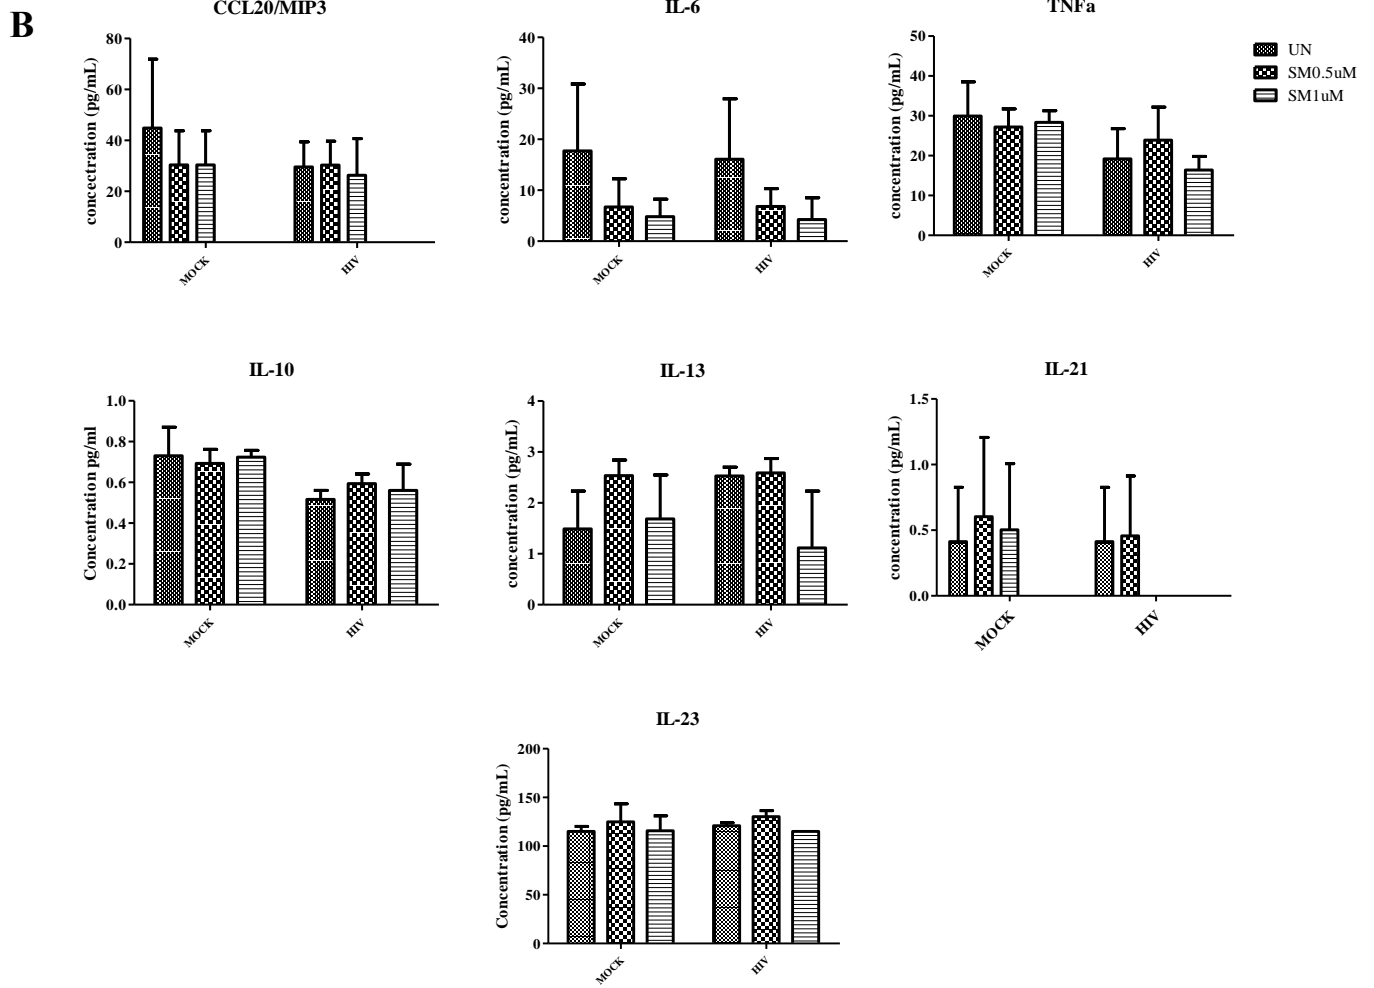 B
CCL20/MIP3
concectration (pg/mL)
80
60
40
20
0
MOCK
HIV
IL-6
concentration (pg/mL)
40
30
20
10
0
MOCK
HIV
TNFa
concentration (pg/mL)
50
40
30
20
10
0
MOCK
HIV
UN
SM0.5uM
SM1uM
IL-10
Concentration pg/ml
1.0
0.8
0.6
0.4
0.2
0.0
MOCK
HIV
IL-13
concentration (pg/mL)
4
3
2
1
0
MOCK
HIV
IL-21
concentration (pg/mL)
1.5
1.0
0.5
0.0
MOCK
HIV
IL-23
Concentration (pg/mL)
200
150
100
50
0
MOCK
HIV